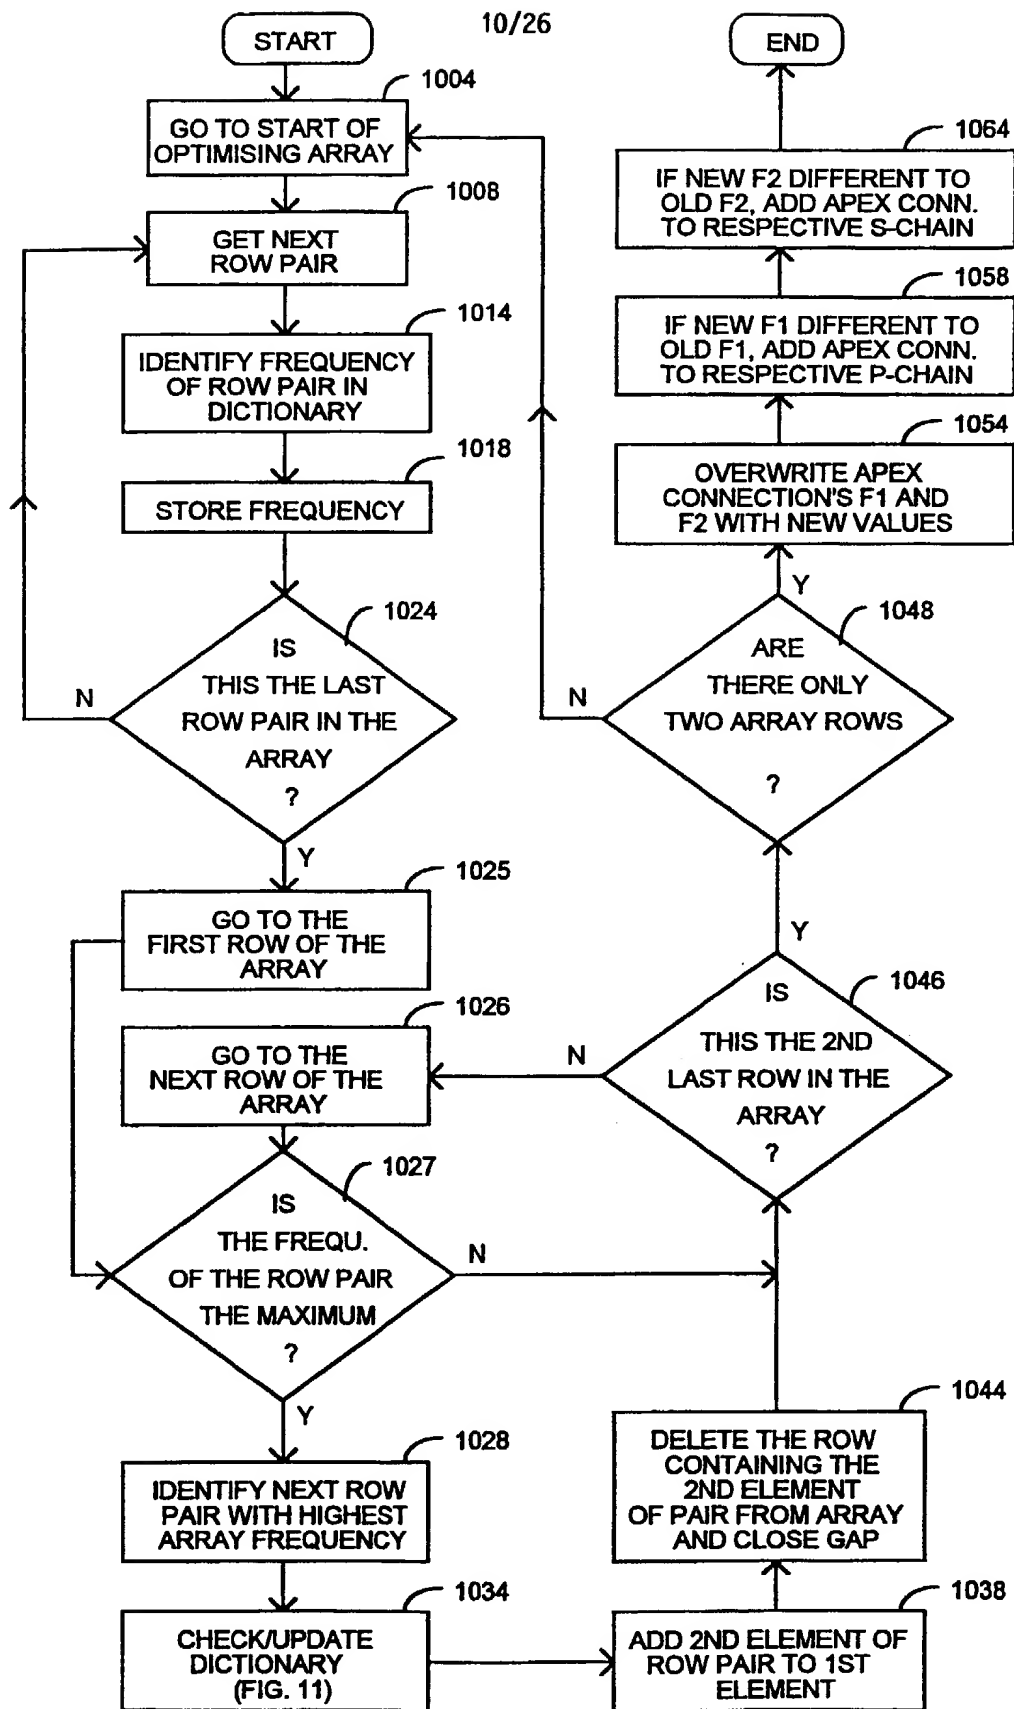 10/26
START
1004
GO TO START OF
OPTIMISING ARRAY
1008
GET NEXT
ROW PAIR
1014
IDENTIFY FREQUENCY
OF ROW PAIR IN
DICTIONARY
1018
STORE FREQUENCY
1024
IS
THIS THE LAST
ROW PAIR IN THE
ARRAY
?
N
Y
1025
GO TO THE
FIRST ROW OF THE
ARRAY
1026
GO TO THE
NEXT ROW OF THE
ARRAY
1027
IS
THE FREQU.
OF THE ROW PAIR
THE MAXIMUM
?
N
Y
1028
IDENTIFY NEXT ROW
PAIR WITH HIGHEST
ARRAY FREQUENCY
1034
CHECK/UPDATE
DICTIONARY
(FIG. 11)
END
1064
IF NEW F2 DIFFERENT TO
OLD F2, ADD APEX CONN.
TO RESPECTIVE S-CHAIN
1058
IF NEW F1 DIFFERENT TO
OLD F1, ADD APEX CONN.
TO RESPECTIVE P-CHAIN
1054
OVERWRITE APEX
CONNECTION'S F1 AND
F2 WITH NEW VALUES
Y
1048
ARE
THERE ONLY
TWO ARRAY ROWS
?
N
Y
1046
IS
THIS THE 2ND
LAST ROW IN THE
ARRAY
?
N
1044
DELETE THE ROW
CONTAINING THE
2ND ELEMENT
OF PAIR FROM ARRAY
AND CLOSE GAP
1038
ADD 2ND ELEMENT OF
ROW PAIR TO 1ST
ELEMENT